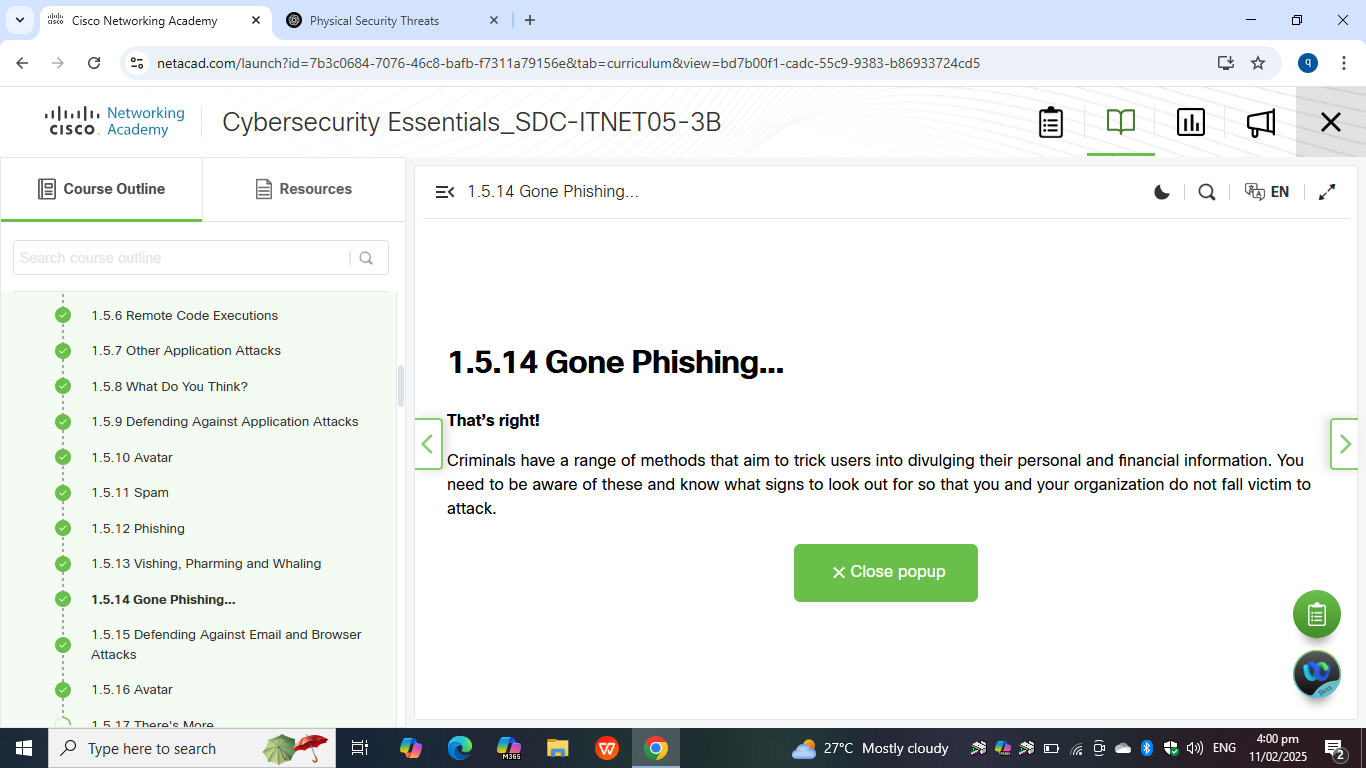 Cisco Networking Academy
Physical Security Threats
netacad.com/launch?id=7b3c0684-7076-46c8-bafb-f7311a79156e&tab=curriculum&view=bd7b00f1-cadc-55c9-9383-b86933724cd5
q
CISCO Networking Academy
Cybersecurity Essentials_SDC-ITNET05-3B
Course Outline
Resources
Search course outline
1.5.6 Remote Code Executions
1.5.7 Other Application Attacks
1.5.8 What Do You Think?
1.5.9 Defending Against Application Attacks
1.5.10 Avatar
1.5.11 Spam
1.5.12 Phishing
1.5.13 Vishing, Pharming and Whaling
1.5.14 Gone Phishing...
1.5.15 Defending Against Email and Browser
Attacks
1.5.16 Avatar
1.5.17 There's More
1.5.14 Gone Phishing...
EN
1.5.14 Gone Phishing...
That's right!
Criminals have a range of methods that aim to trick users into divulging their personal and financial information. You
need to be aware of these and know what signs to look out for so that you and your organization do not fall victim to
attack.
Close popup
Beta
Type here to search
M365
27°C Mostly cloudy
ENG
4:00 pm
11/02/2025
2